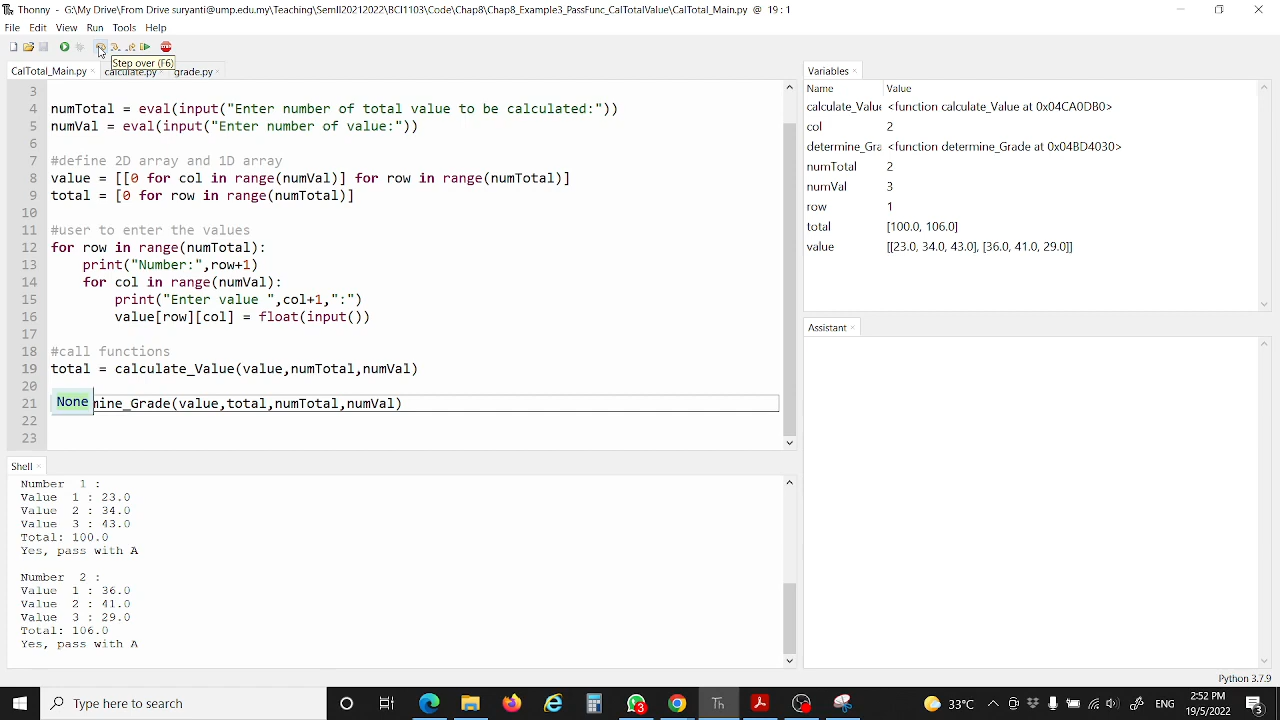 Thonny - G:\My Drive\From Drive suryanti@ump.edu.my\Teaching\SemII20212022\BCI1103\Code\Chap8\Chap8_Example3_PassFunc_CalTotalValue\CalTotal_Main.py @ 19 : 1
File Edit View Run Tools Help
Step over (F6)
CalTotal_Main.py × calculate.py × grade.py ×
3
4 numTotal = eval(input("Enter number of total value to be calculated:"))
5 numVal = eval(input("Enter number of value:"))
6
7 #define 2D array and 1D array
8 value = [[0 for col in range(numVal)] for row in range(numTotal)]
9 total = [0 for row in range(numTotal)]
10
11 #user to enter the values
12 for row in range(numTotal):
13 print("Number:",row+1)
14 for col in range(numVal):
15 print("Enter value ",col+1,":")
16 value[row][col] = float(input())
17
18 #call functions
19 total = calculate_Value(value,numTotal,numVal)
20
21 None mine_Grade(value,total,numTotal,numVal)
22
23
Shell ×
Number 1 :
Value 1 : 23.0
Value 2 : 34.0
Value 3 : 43.0
Total: 100.0
Yes, pass with A
Number 2 :
Value 1 : 36.0
Value 2 : 41.0
Value 3 : 29.0
Total: 106.0
Yes, pass with A
Variables ×
Name Value
calculate_Value <function calculate_Value at 0x04CA0DB0>
col 2
determine_Gra <function determine_Grade at 0x04BD4030>
numTotal 2
numVal 3
row 1
total [100.0, 106.0]
value [[23.0, 34.0, 43.0], [36.0, 41.0, 29.0]]
Assistant ×
Python 3.7.9
Type here to search
3
Th
33°C
ENG
2:52 PM
19/5/2022
3